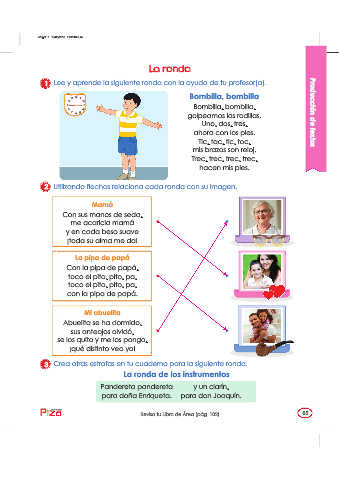 La ronda
1 Lee y aprende la siguiente ronda con la ayuda de tu profesor(a).
Bombilla, bombilla
Bombilla, bombilla,
golpeamos las rodillas.
Uno, dos, tres,
ahora con los pies.
Tic, tac, tic, tac,
mis brazos son reloj.
Trec, trec, trec, trec,
hacen mis pies.
Producción de textos
2 Utilizando flechas relaciona cada ronda con su imagen.
Mamá
Con sus manos de seda,
me acaricia mamá
y en cada beso suave
¡toda su alma me da!
La pipa de papá
Con la pipa de papá,
toco el pito, pito, pa,
toco el pito, pito, pa,
con la pipa de papá.
Mi abuelita
Abuelita se ha dormido,
sus anteojos olvidó,
se los quito y me los pongo,
¡qué distinto veo yo!
3 Crea otras estrofas en tu cuaderno para la siguiente ronda.
La ronda de los instrumentos
Pandereta pandereta y un clarín,
para doña Enriqueta. para don Joaquín.
Revisa tu Libro de Área (pág. 105)